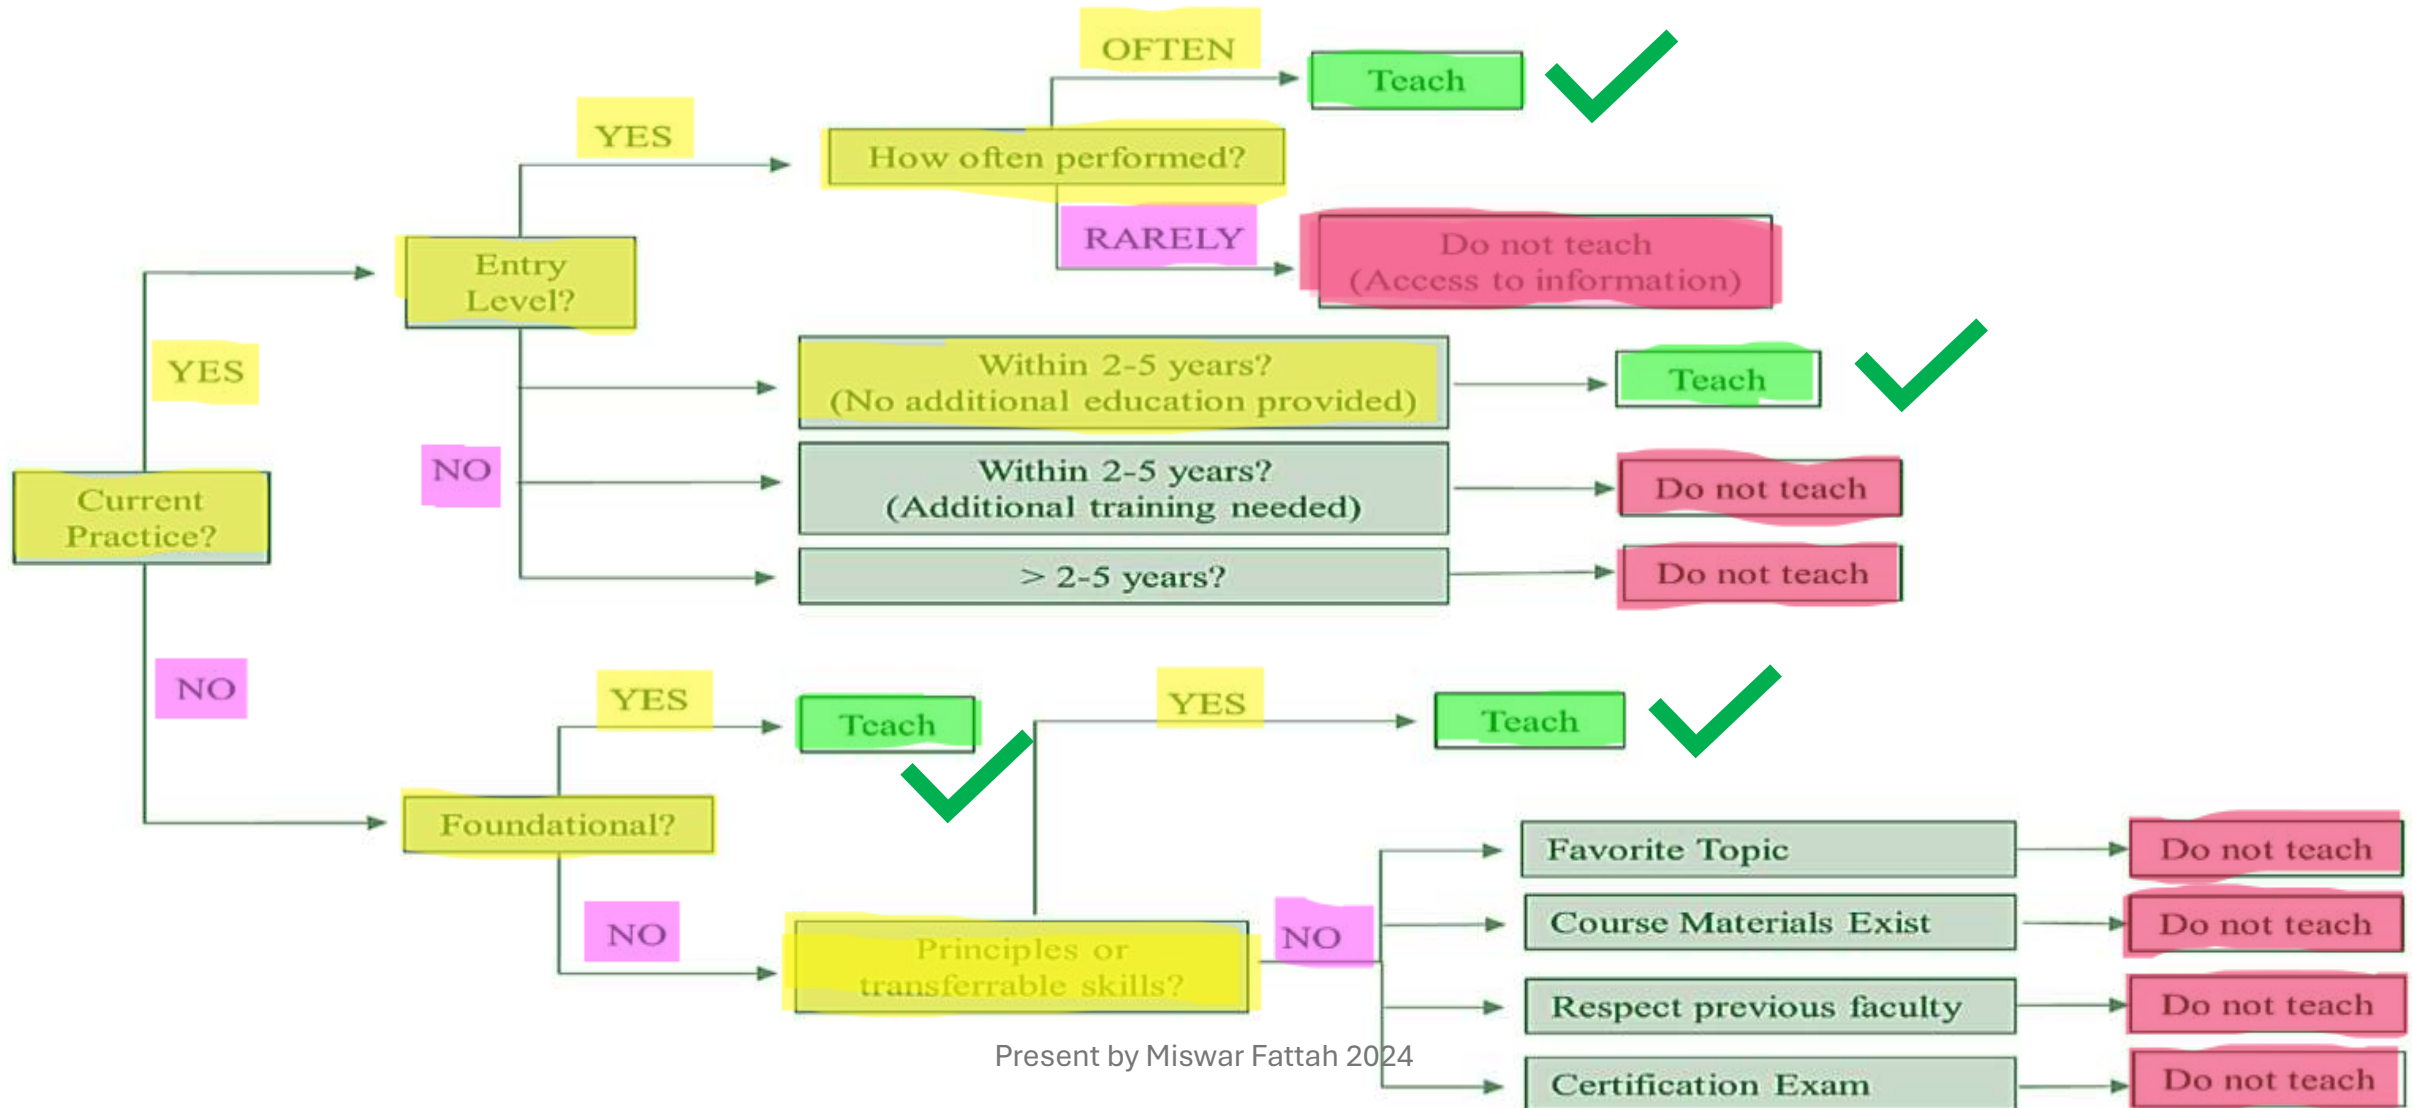 OFTEN
Teach
YES
How often performed?
RARELY
Do not teach
(Access to information)
Entry
Level?
YES
Within 2-5 years?
(No additional education provided)
Teach
NO
Within 2-5 years?
(Additional training needed)
Do not teach
Current
Practice?
> 2-5 years?
Do not teach
NO
YES
Teach
YES
Teach
Foundational?
NO
Principles or
transferrable skills?
NO
Favorite Topic
Do not teach
Course Materials Exist
Do not teach
Respect previous faculty
Do not teach
Certification Exam
Do not teach
Present by Miswar Fattah 2024